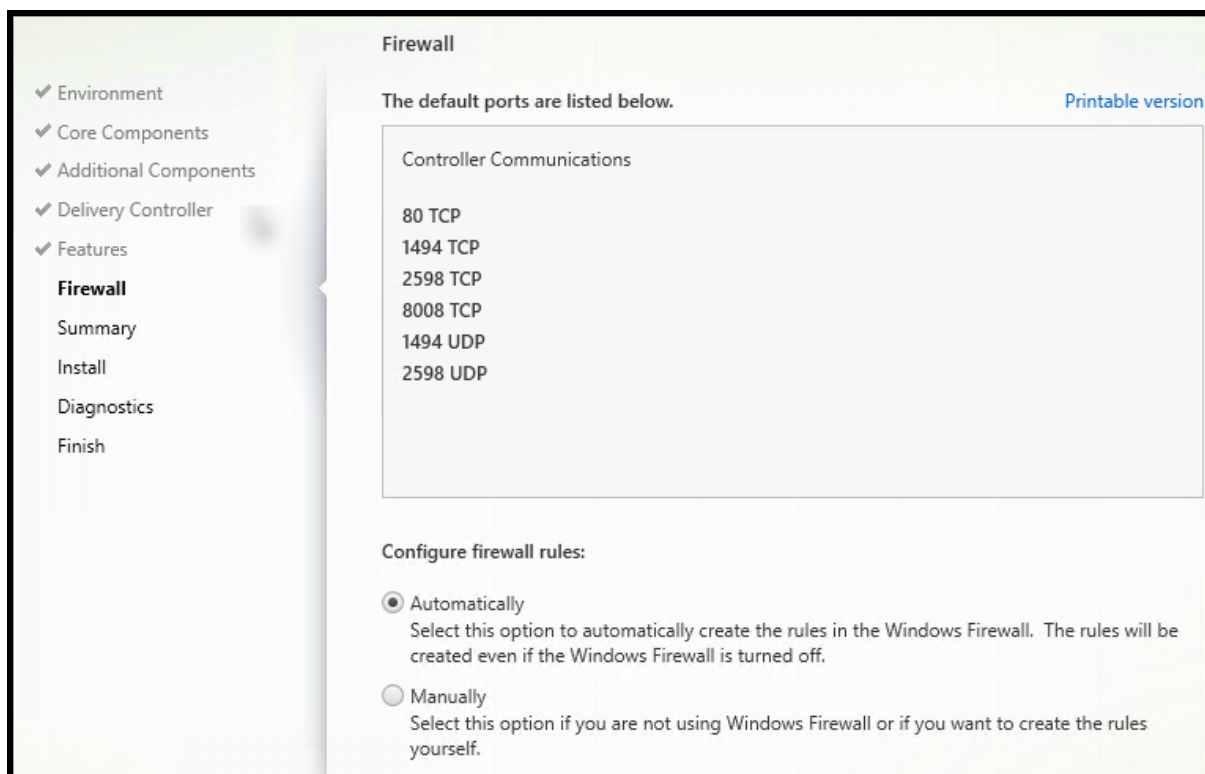 Environment
Core Components
Additional Components
Delivery Controller
Features
Firewall
Summary
Install
Diagnostics
Finish
Firewall
The default ports are listed below.
Printable version
Controller Communications
80 TCP
1494 TCP
2598 TCP
8008 TCP
1494 UDP
2598 UDP
Configure firewall rules:
Automatically
Select this option to automatically create the rules in the Windows Firewall.  The rules will be
created even if the Windows Firewall is turned off.
Manually
Select this option if you are not using Windows Firewall or if you want to create the rules
yourself.